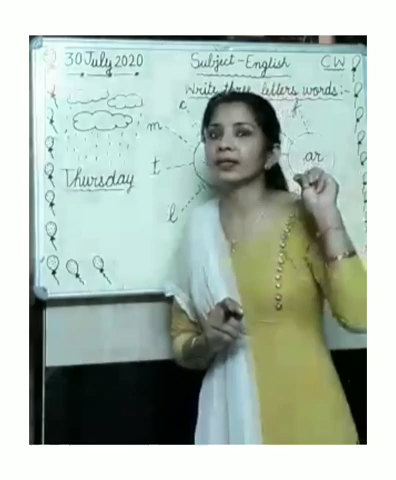 30 July 2020
Subject - English
CW
Write three letters words:-
c
f
m
ar
t
Thursday
l